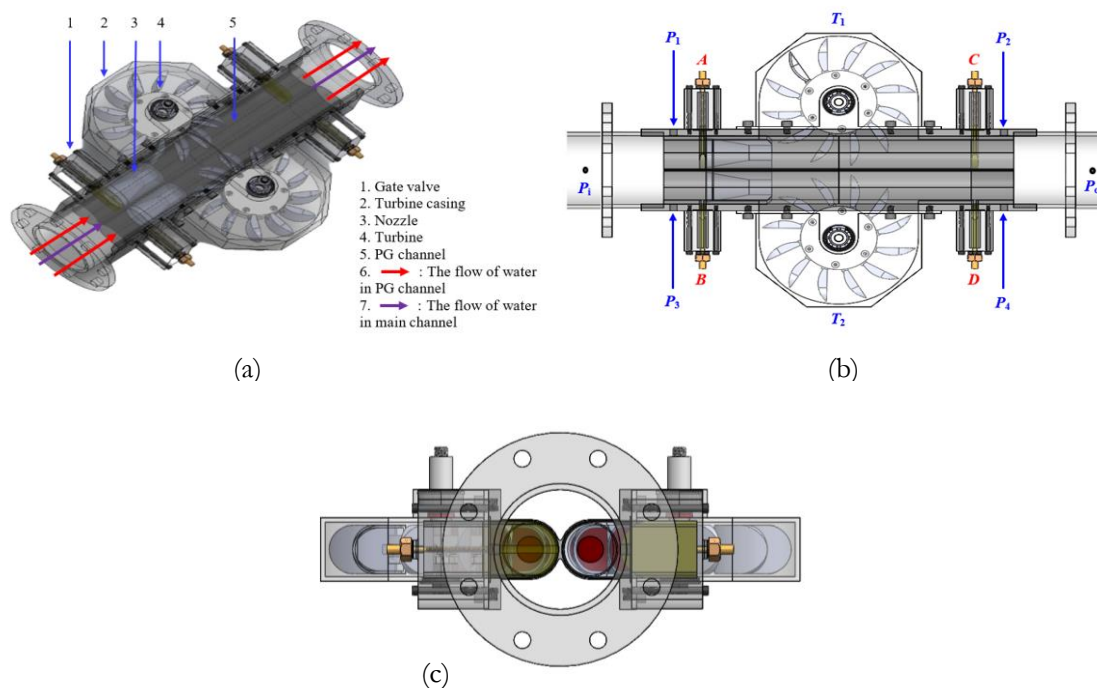 1 2 3 4 5
1. Gate valve
2. Turbine casing
3. Nozzle
4. Turbine
5. PG channel
6. : The flow of water
in PG channel
7. : The flow of water
in main channel
(a)
T1
P1 A C P2
Pi
P3 B D P4
T2
(b)
(c)